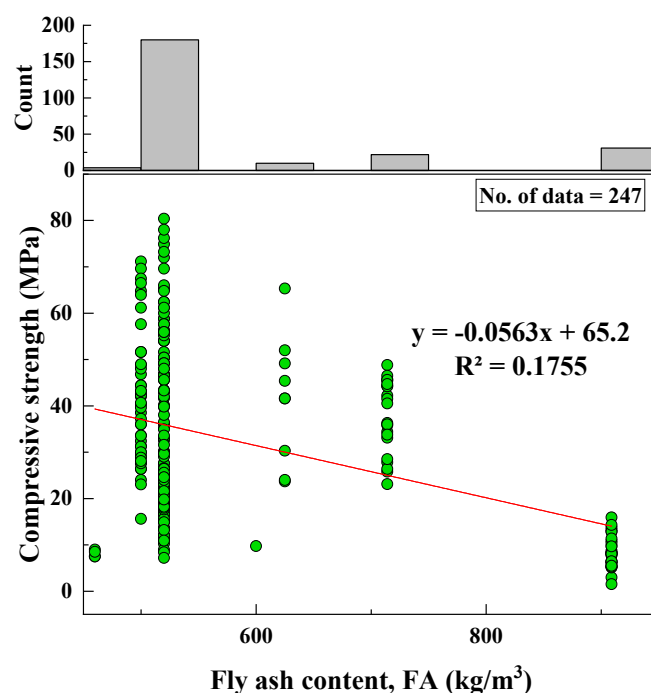 200
150
100
50
0
Count
No. of data = 247
80
60
40
20
0
Compressive strength (MPa)
y = -0.0563x + 65.2
R² = 0.1755
600 800
Fly ash content, FA (kg/m³)